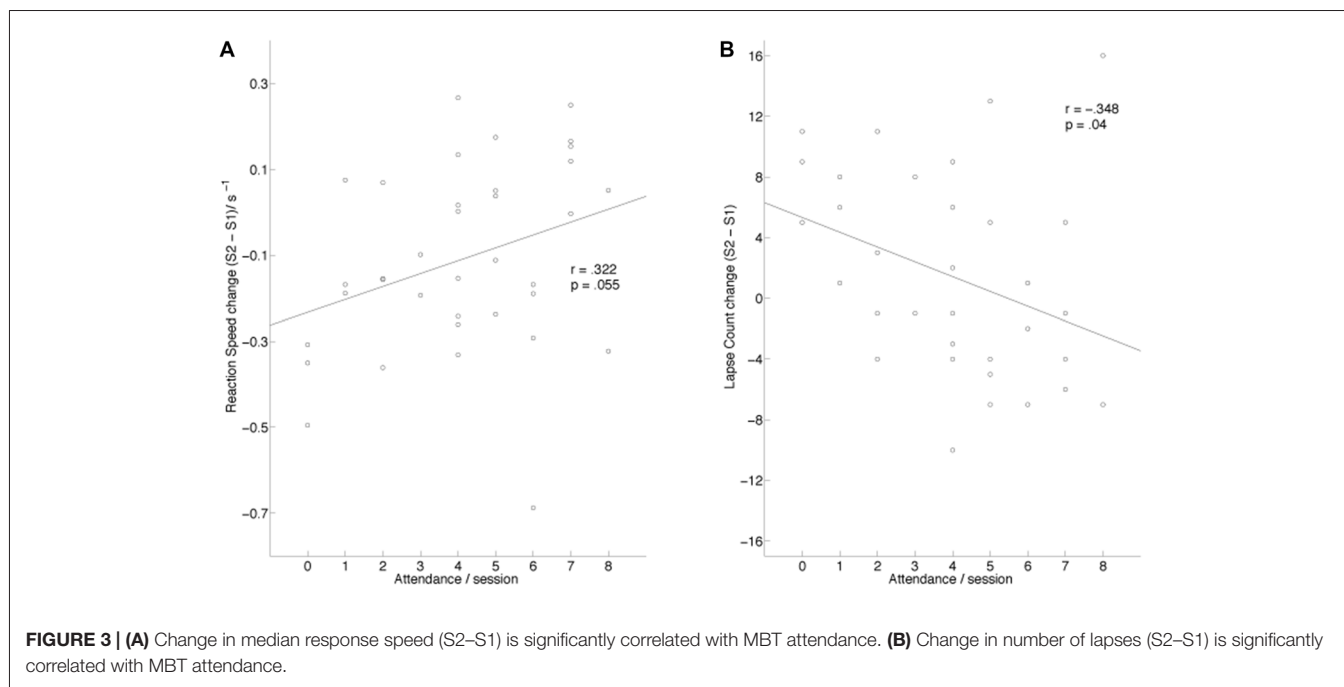 A
Reaction Speed change (S2 – S1)/ s⁻¹
0.3
0.1
−0.1
−0.3
−0.5
−0.7
r = .322
p = .055
0 1 2 3 4 5 6 7 8
Attendance / session
B
Lapse Count change (S2 – S1)
16
12
8
4
0
−4
−8
−12
−16
r = −.348
p = .04
0 1 2 3 4 5 6 7 8
Attendance / session
FIGURE 3 | (A) Change in median response speed (S2–S1) is significantly correlated with MBT attendance. (B) Change in number of lapses (S2–S1) is significantly
correlated with MBT attendance.